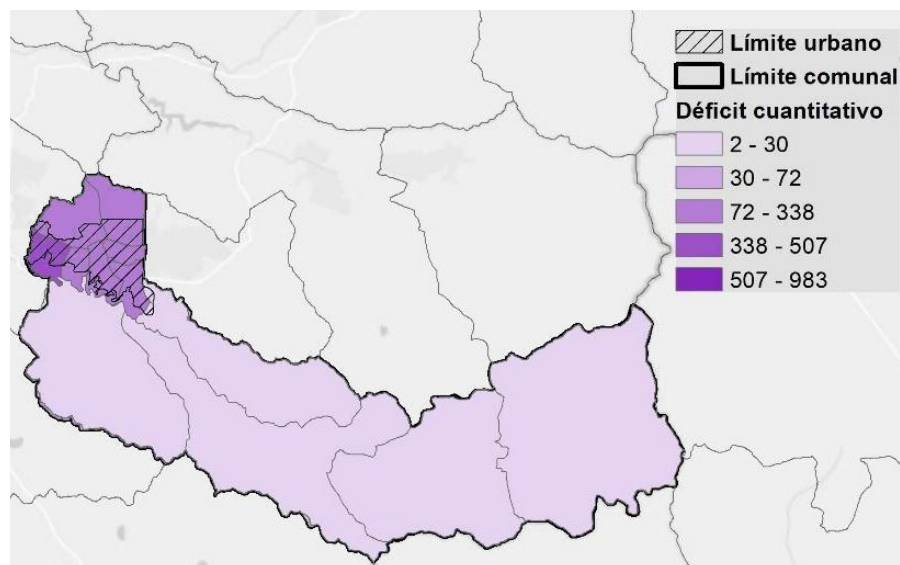 Límite urbano
Límite comunal
Déficit cuantitativo
2 - 30
30 - 72
72 - 338
338 - 507
507 - 983